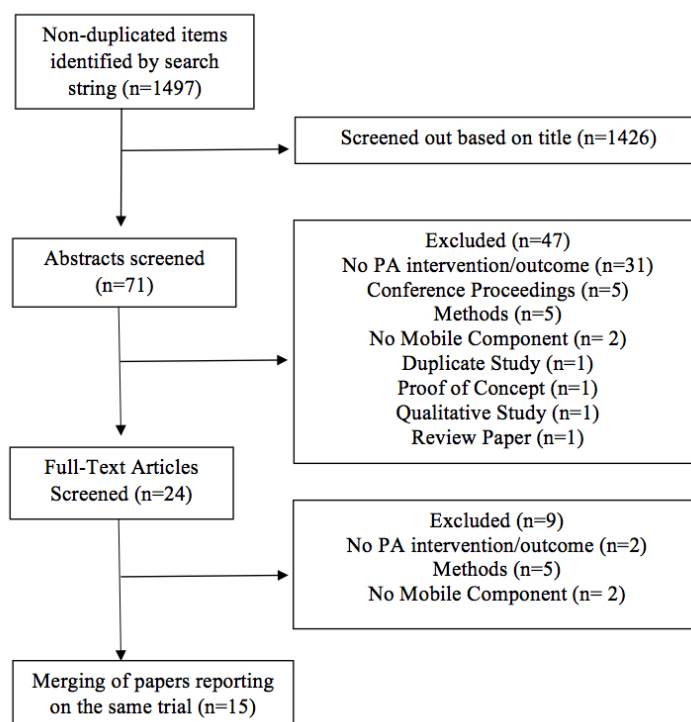 Non-duplicated items
identified by search
string (n=1497)
Screened out based on title (n=1426)
Abstracts screened
(n=71)
Excluded (n=47)
No PA intervention/outcome (n=31)
Conference Proceedings (n=5)
Methods (n=5)
No Mobile Component (n= 2)
Duplicate Study (n=1)
Proof of Concept (n=1)
Qualitative Study (n=1)
Review Paper (n=1)
Full-Text Articles
Screened (n=24)
Excluded (n=9)
No PA intervention/outcome (n=2)
Methods (n=5)
No Mobile Component (n= 2)
Merging of papers reporting
on the same trial (n=15)